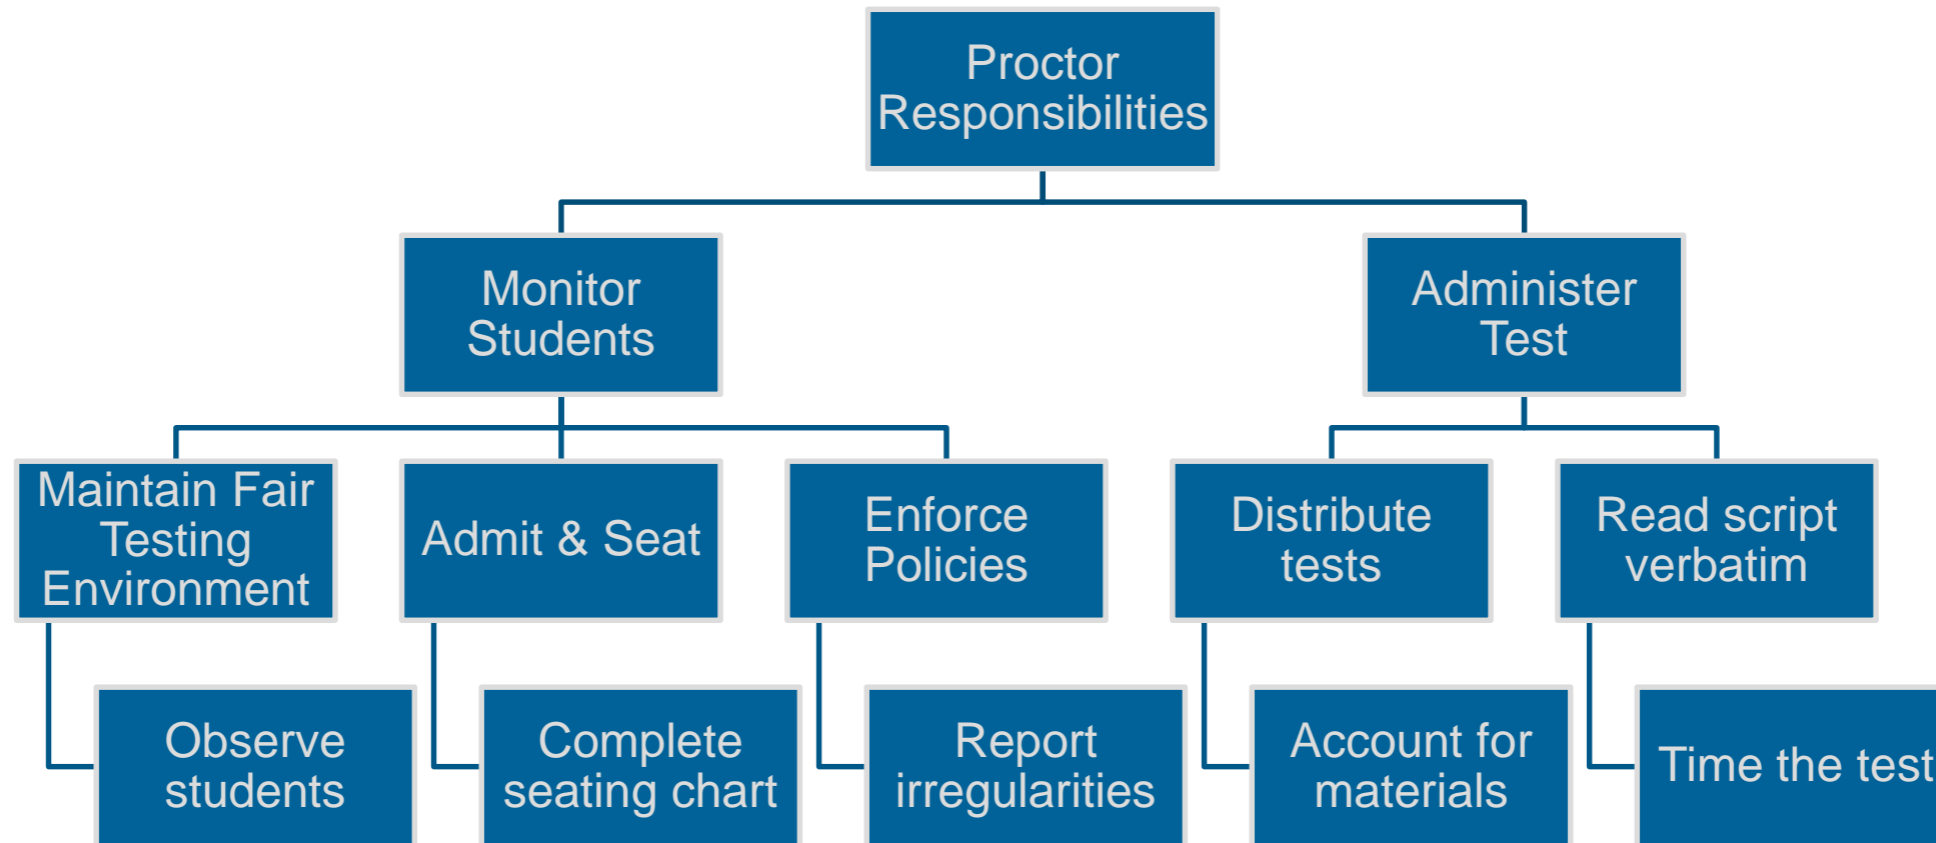 Proctor
Responsibilities
Monitor
Students
Administer
Test
Maintain Fair
Testing
Environment
Admit & Seat
Enforce
Policies
Distribute
tests
Read script
verbatim
Observe
students
Complete
seating chart
Report
irregularities
Account for
materials
Time the test